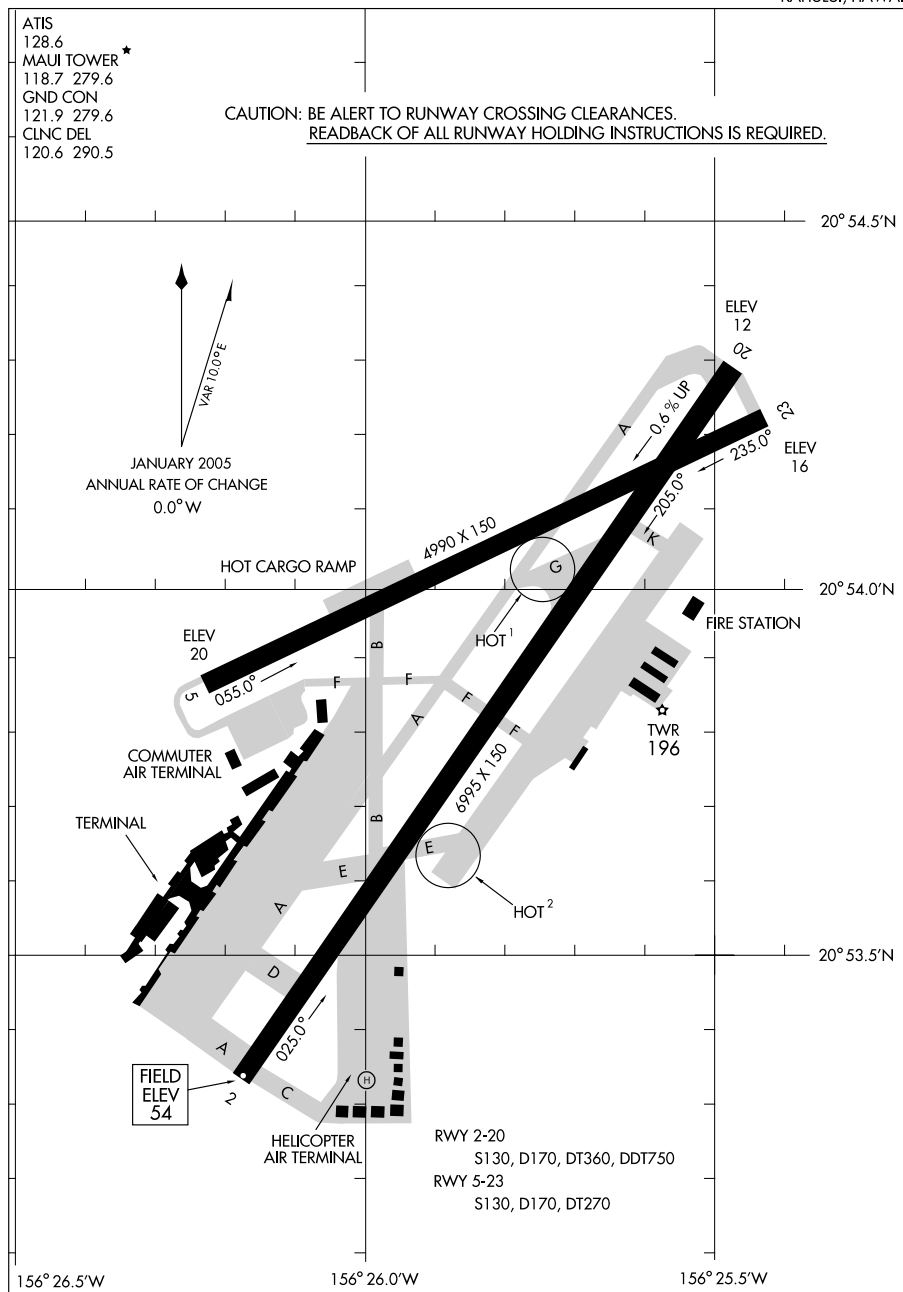 ATIS
128.6
MAUI TOWER
118.7 279.6
GND CON
121.9 279.6
CLNC DEL
120.6 290.5
CAUTION: BE ALERT TO RUNWAY CROSSING CLEARANCES.
READBACK OF ALL RUNWAY HOLDING INSTRUCTIONS IS REQUIRED.
20° 54.5'N
VAR 10.0° E
JANUARY 2005
ANNUAL RATE OF CHANGE
0.0° W
ELEV
12
20
0.6% UP
A
23
235.0°
ELEV
16
205.0°
K
4990 X 150
HOT CARGO RAMP
G
20° 54.0'N
FIRE STATION
HOT 1
ELEV
20
B
5
055.0°
F
F
F
A
F
TWR
196
COMMUTER
AIR TERMINAL
6995 X 150
TERMINAL
B
E
E
HOT 2
A
20° 53.5'N
D
025.0°
A
FIELD
ELEV
54
2
C
H
HELICOPTER
AIR TERMINAL
RWY 2-20
S130, D170, DT360, DDT750
RWY 5-23
S130, D170, DT270
156° 26.5'W
156° 26.0'W
156° 25.5'W